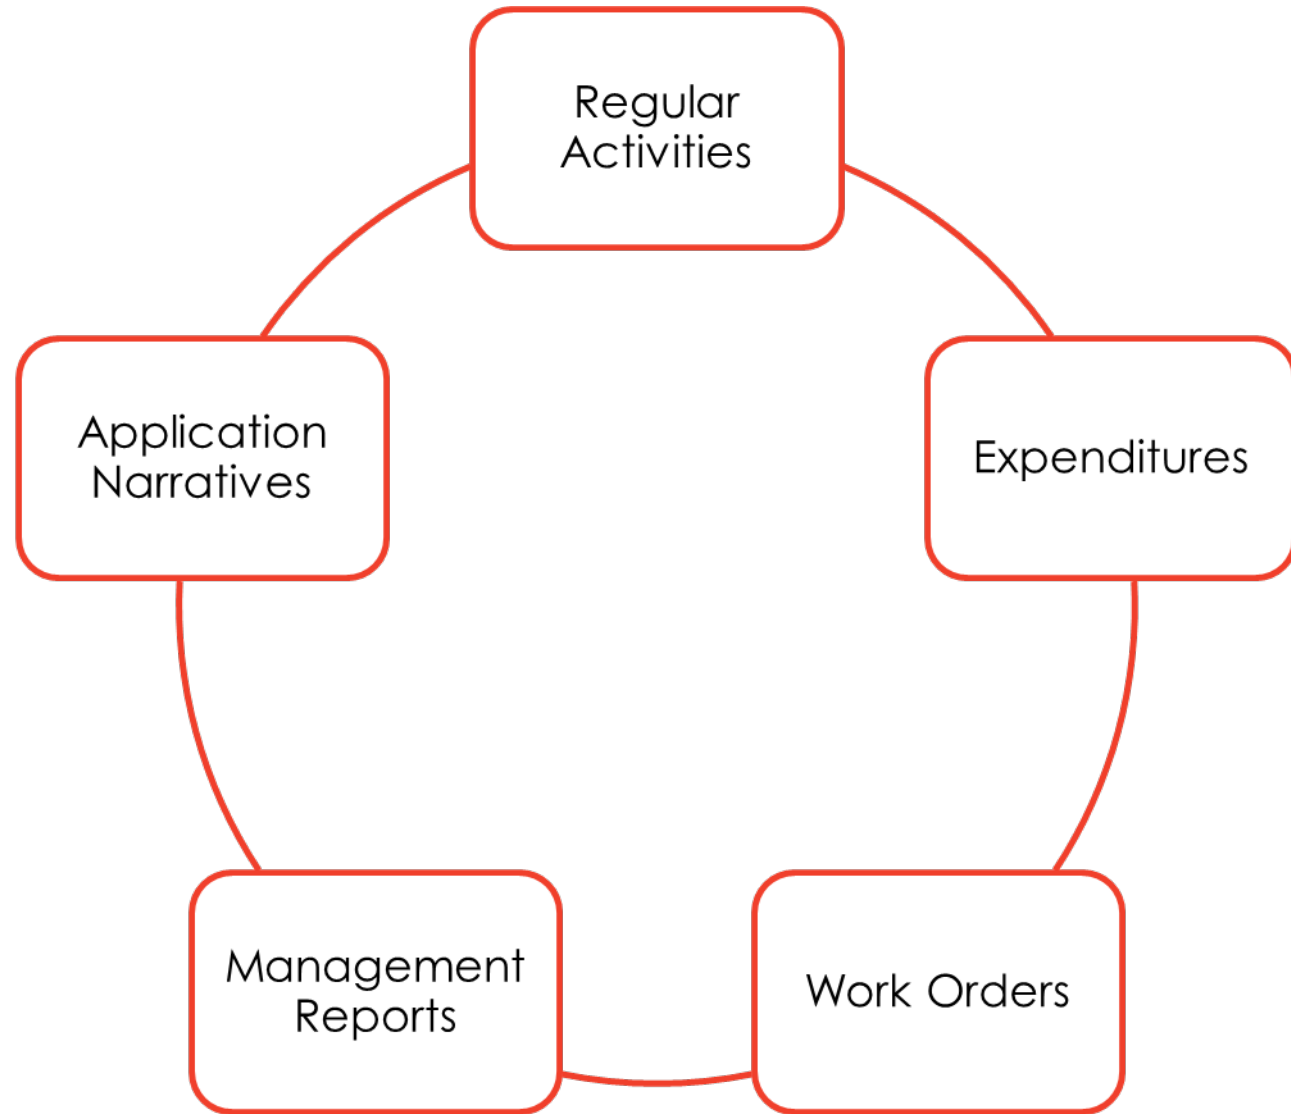 Regular
Activities
Expenditures
Work Orders
Management
Reports
Application
Narratives